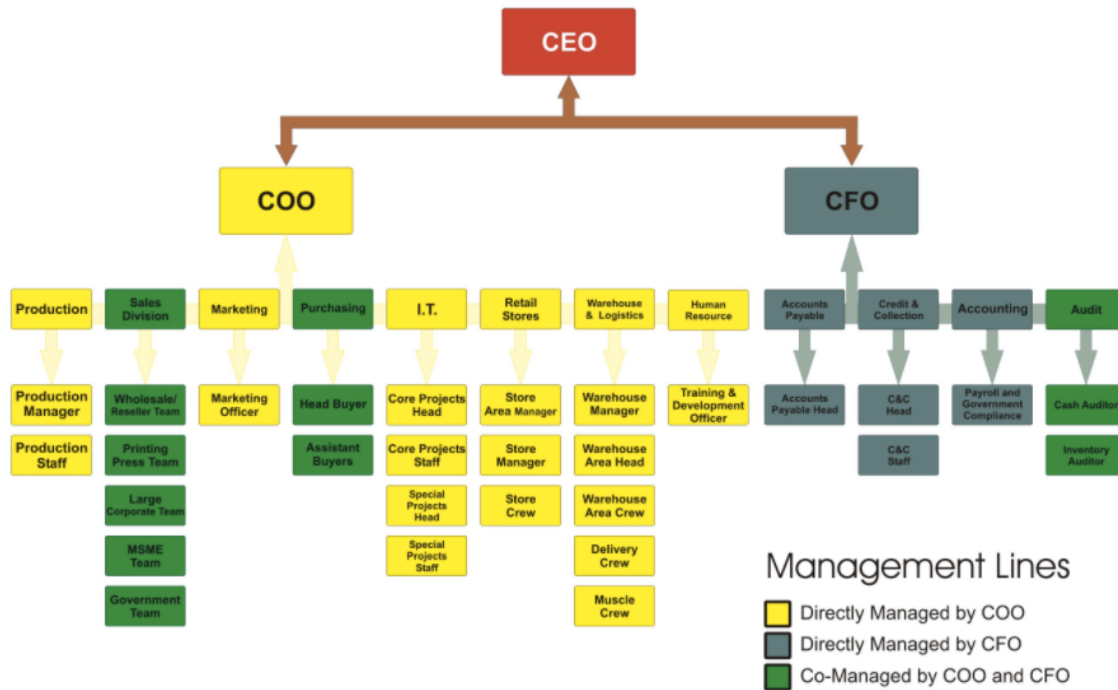 CEO
COO
CFO
Production
Sales
Division
Marketing
Purchasing
I.T.
Retail
Stores
Warehouse
& Logistics
Human
Resource
Accounts
Payable
Credit &
Collection
Accounting
Audit
Production
Manager
Production
Staff
Wholesale/
Reseller Team
Printing
Press Team
Large
Corporate Team
MSME
Team
Government
Team
Marketing
Officer
Head Buyer
Assistant
Buyers
Core Projects
Head
Core Projects
Staff
Special
Projects
Head
Special
Projects
Staff
Store
Area Manager
Store
Manager
Store
Crew
Warehouse
Manager
Warehouse
Area Head
Warehouse
Area Crew
Delivery
Crew
Muscle
Crew
Training &
Development
Officer
Accounts
Payable Head
C&C
Head
C&C
Staff
Payroll and
Government
Compliance
Cash Auditor
Inventory
Auditor
Management Lines
Directly Managed by COO
Directly Managed by CFO
Co-Managed by COO and CFO